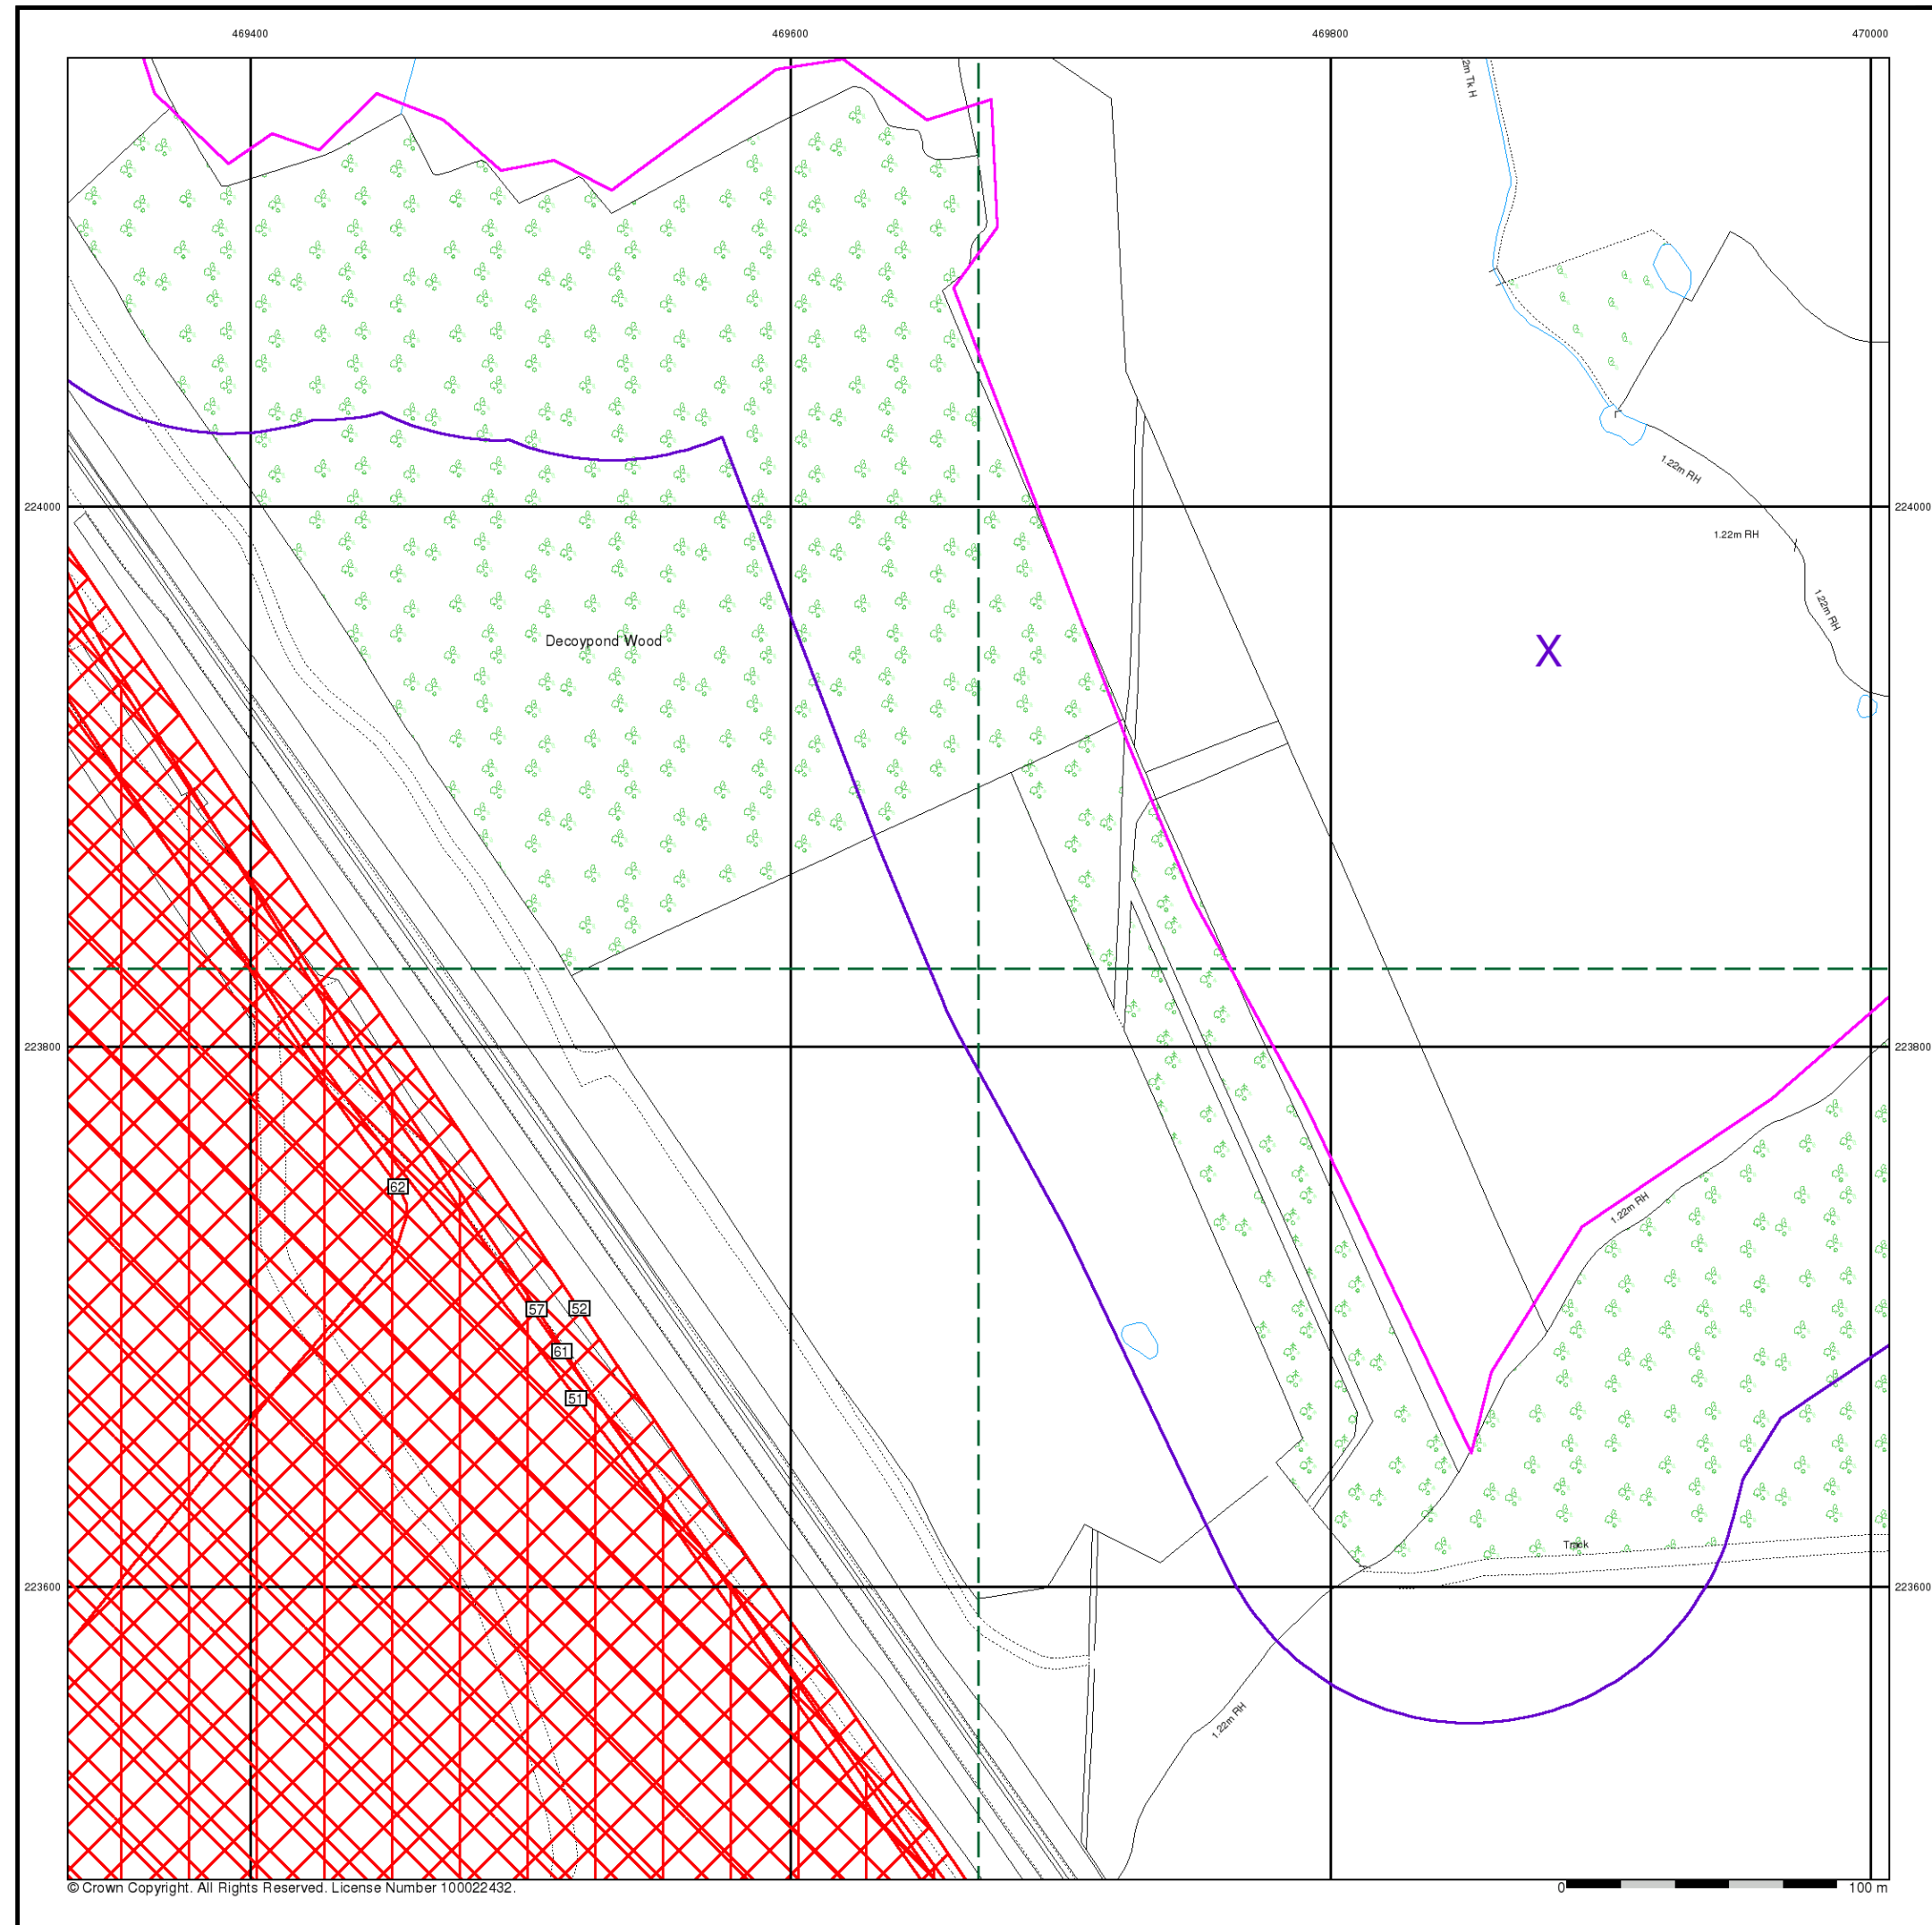 469400
469600
469800
470000
2m Tk H
1.22m RH
224000
224000
1.22m RH
1.22m RH
Decoypond Wood
X
223800
223800
62
1.22m RH
57
52
61
51
Track
223600
223600
1.22m RH
© Crown Copyright. All Rights Reserved. License Number 100022432.
0
100 m